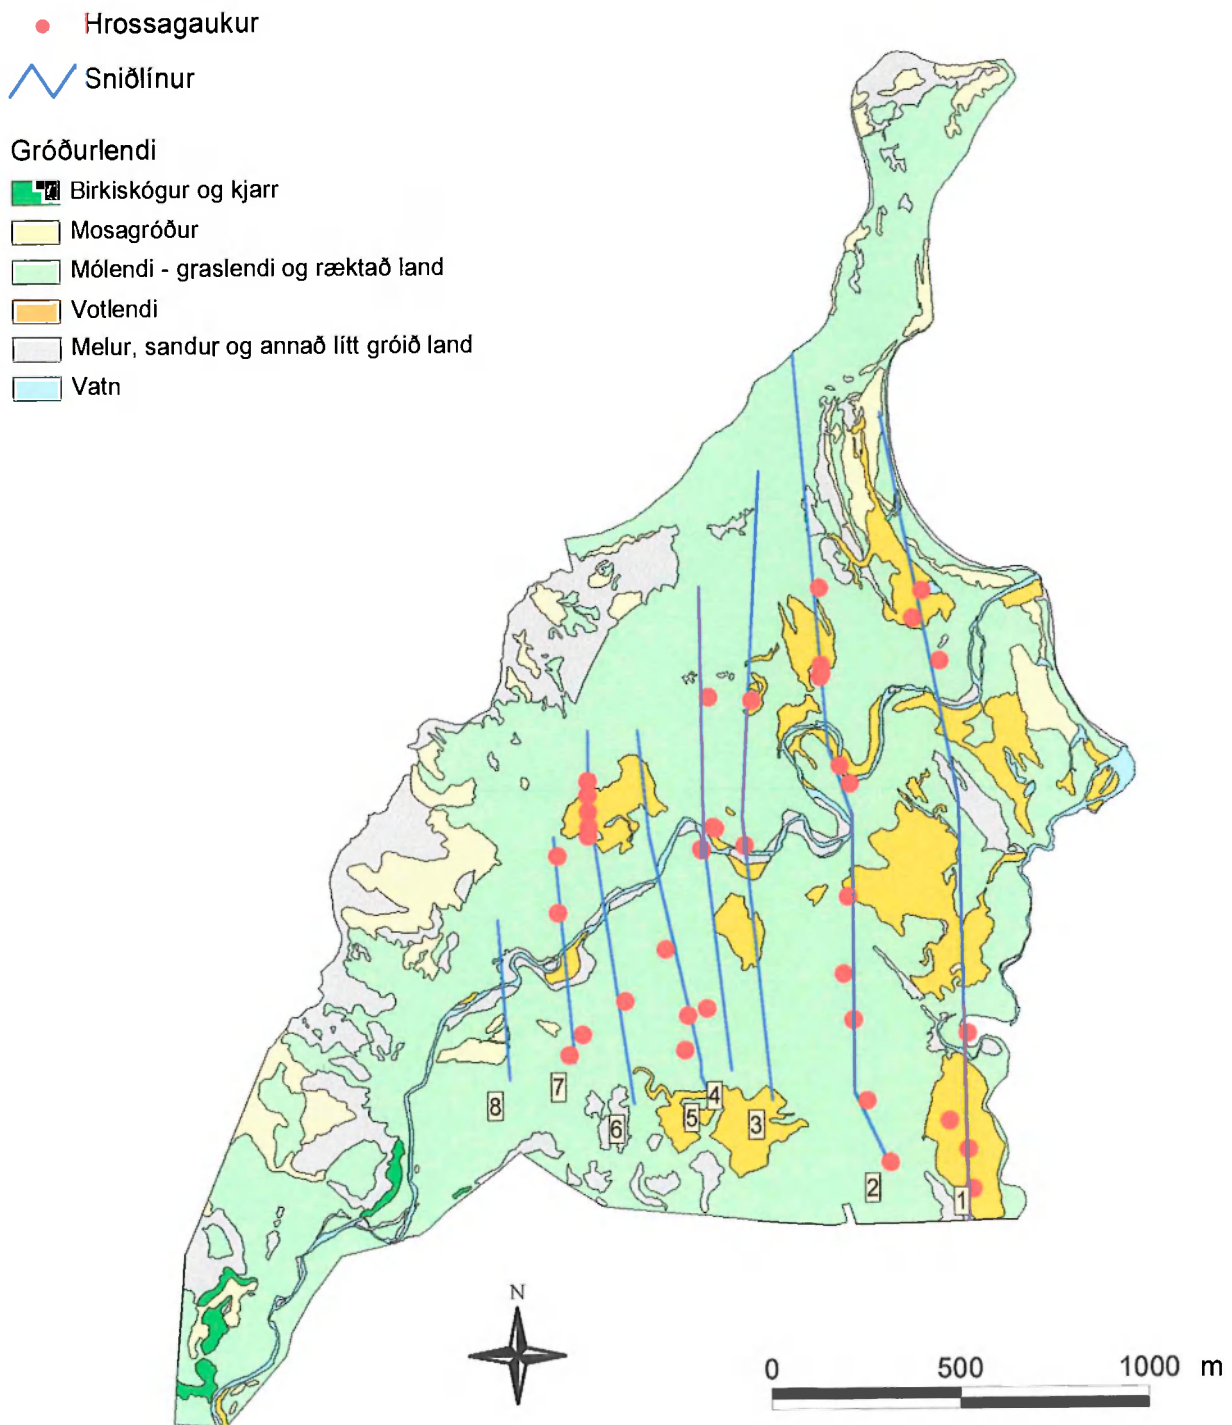 Hrossagaukur
Sniðlínur
Gróðurlendi
Birkiskógur og kjarr
Mosagróður
Mólendi - graslendi og ræktað land
Votlendi
Melur, sandur og annað lítt gróið land
Vatn
8
7
6
5
4
3
2
1
N
0 500 1000 m